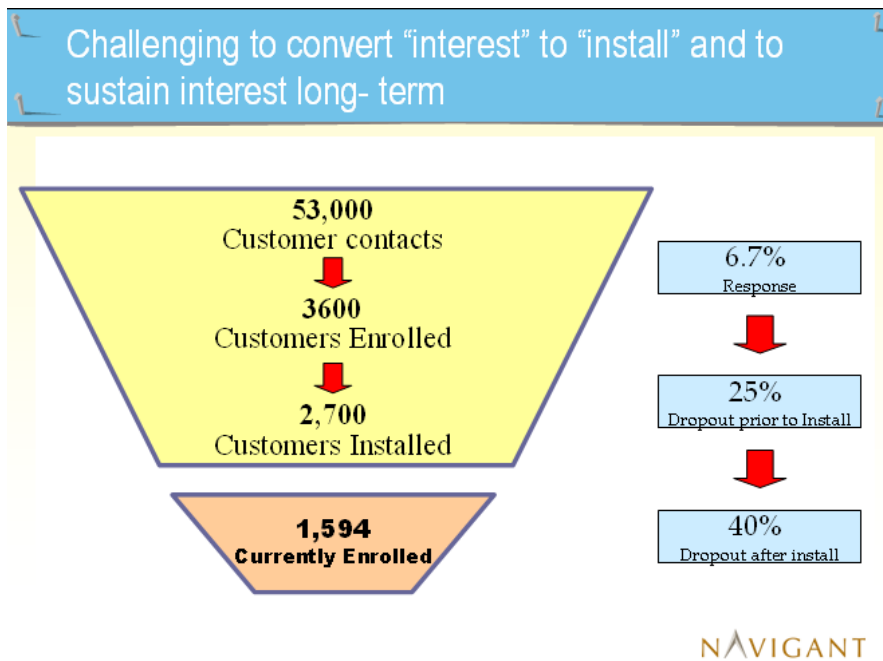 Challenging to convert “interest” to “install” and to
sustain interest long- term
53,000
Customer contacts
3600
Customers Enrolled
2,700
Customers Installed
1,594
Currently Enrolled
6.7%
Response
25%
Dropout prior to Install
40%
Dropout after install
NAVIGANT